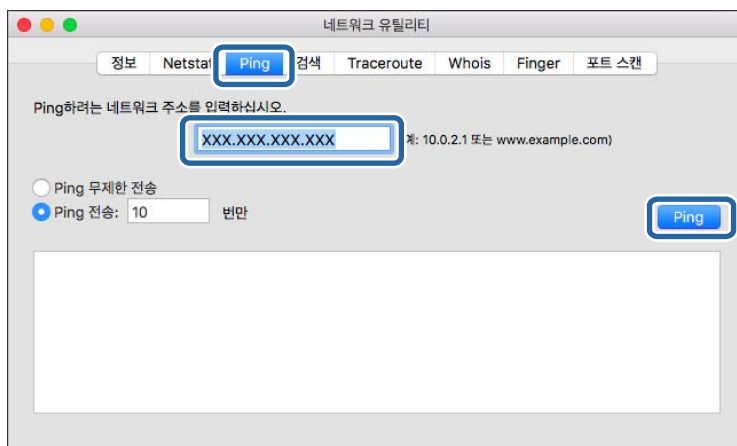 네트워크 유틸리티
정보 Netstat Ping 검색 Traceroute Whois Finger 포트 스캔
Ping하려는 네트워크 주소를 입력하십시오.
XXX.XXX.XXX.XXX 예: 10.0.2.1 또는 www.example.com)
Ping 무제한 전송
Ping 전송: 10 번만
Ping